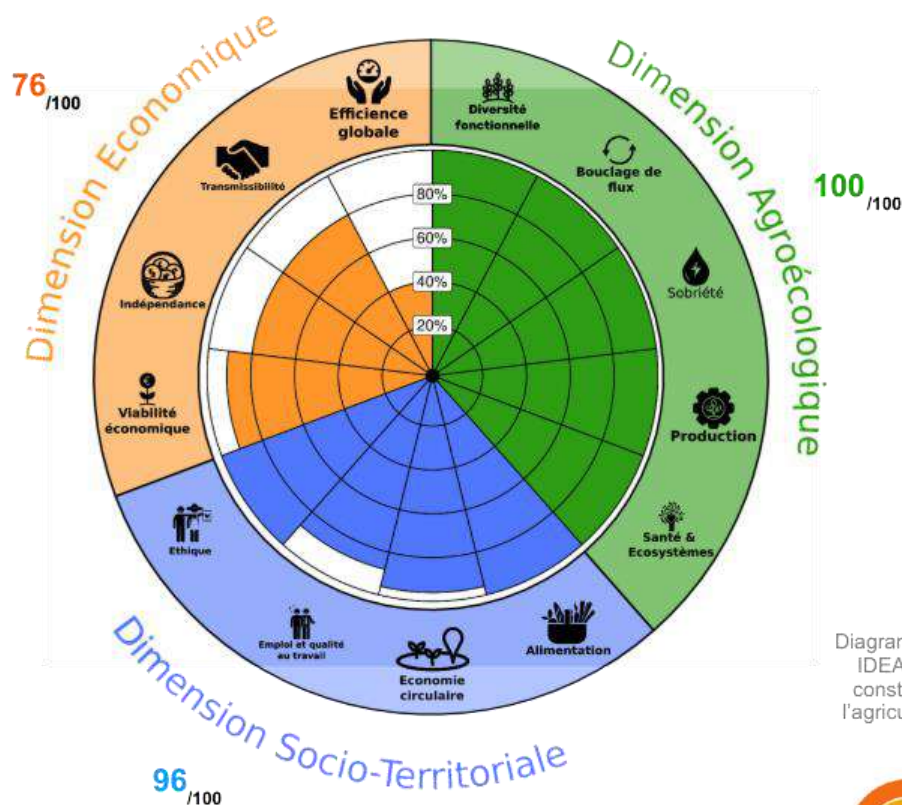 Dimension Economique
76
/100
Dimension Agroécologique
100
/100
Efficience
globale
Transmissibilité
Indépendance
Viabilité
économique
Diversité
fonctionnelle
Bouclage de
flux
Sobriété
Production
Santé &
Ecosystèmes
80%
60%
40%
20%
Ethique
Emploi et qualité
au travail
Economie
circulaire
Alimentation
Dimension Socio-Territoriale
96
/100
IDEA
l'agricu